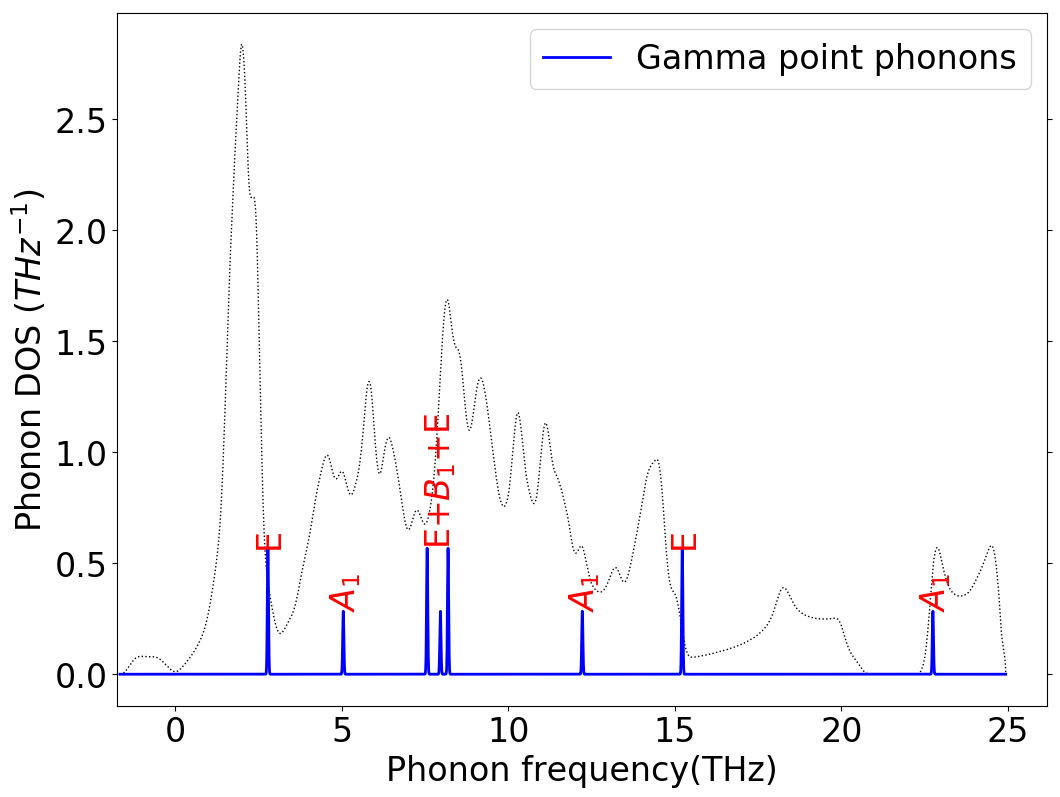 Gamma point phonons
Phonon DOS (THz⁻¹)
2.5
2.0
1.5
1.0
0.5
0.0
E
A₁
E+B₁+E
A₁
E
A₁
0 5 10 15 20 25
Phonon frequency(THz)